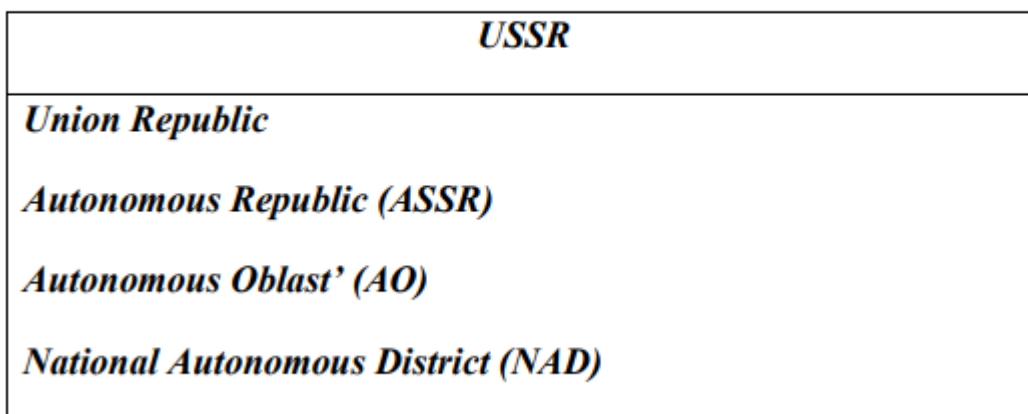 USSR
Union Republic
Autonomous Republic (ASSR)
Autonomous Oblast’ (AO)
National Autonomous District (NAD)